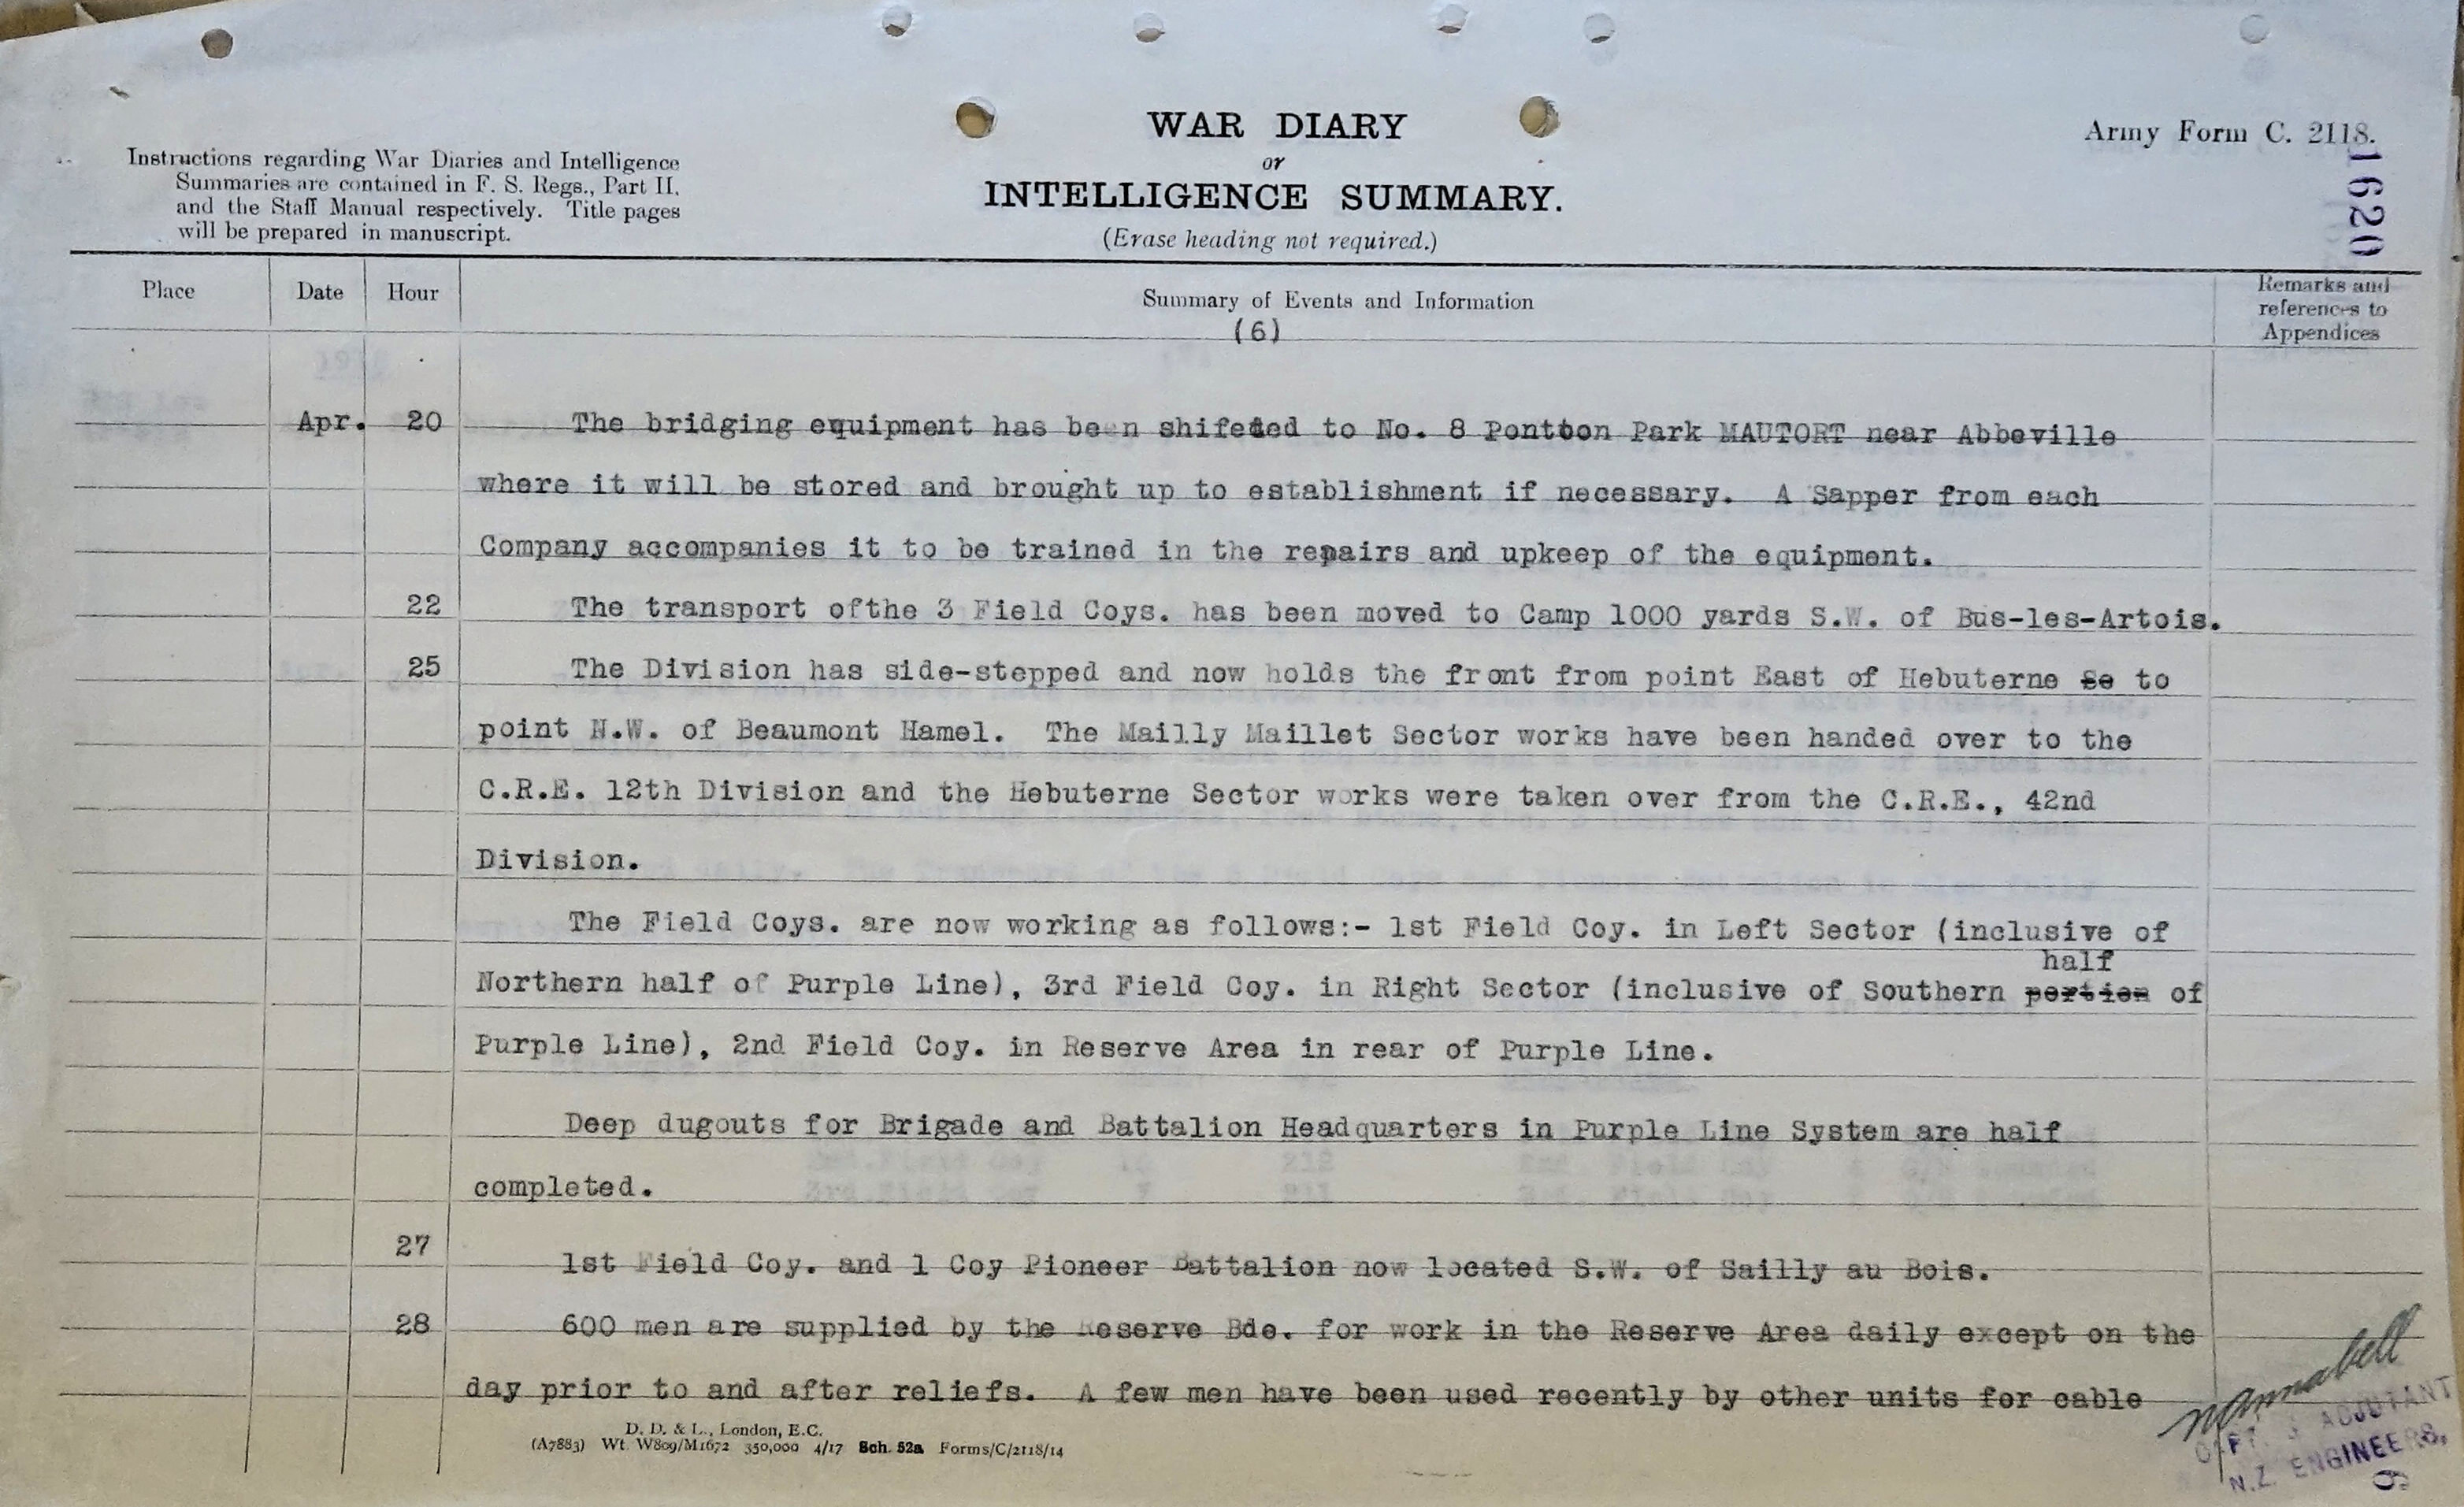 WAR DIARY
or
INTELLIGENCE SUMMARY.
(Erase heading not required.)
Army Form C. 2118.
1620
Instructions regarding War Diaries and Intelligence
Summaries are contained in F. S. Regs., Part II.
and the Staff Manual respectively. Title pages
will be prepared in manuscript.
Place Date Hour Summary of Events and Information Remarks and
references to
Appendices
(6)
Apr. 20 The bridging equipment has been shifeded to No. 8 Pontoon Park MAUTORT near Abbeville
where it will be stored and brought up to establishment if necessary. A Sapper from each
Company accompanies it to be trained in the repairs and upkeep of the equipment.
22 The transport ofthe 3 Field Coys. has been moved to Camp 1000 yards S.W. of Bus-les-Artois.
25 The Division has side-stepped and now holds the front from point East of Hebuterne Se to
point N.W. of Beaumont Hamel. The Mailly Maillet Sector works have been handed over to the
C.R.E. 12th Division and the Hebuterne Sector works were taken over from the C.R.E., 42nd
Division.
The Field Coys. are now working as follows:- 1st Field Coy. in Left Sector (inclusive of
half
Northern half of Purple Line), 3rd Field Coy. in Right Sector (inclusive of Southern portion of
Purple Line), 2nd Field Coy. in Reserve Area in rear of Purple Line.
Deep dugouts for Brigade and Battalion Headquarters in Purple Line System are half
completed.
27 1st Field Coy. and 1 Coy Pioneer Battalion now located S.W. of Sailly au Bois.
28 600 men are supplied by the Reserve Bde. for work in the Reserve Area daily except on the
day prior to and after reliefs. A few men have been used recently by other units for cable
D. D. & L., London, E.C.
(A7883) Wt. W809/M1672 350,000 4/17 Sch. 52a Forms/C/2118/14
NAnnabell
CAPT. & ADJUTANT
N.Z. ENGINEERS.
6